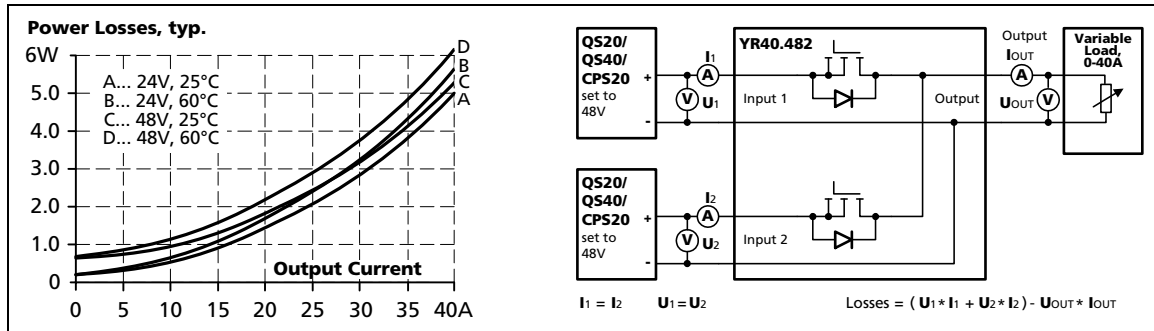 Power Losses, typ.
6W
5.0
4.0
3.0
2.0
1.0
0
A... 24V, 25°C
B... 24V, 60°C
C... 48V, 25°C
D... 48V, 60°C
D
B
C
A
Output Current
0 5 10 15 20 25 30 35 40A
QS20/
QS40/
CPS20
set to
48V
+
-
V U1
I1
A
YR40.482
Input 1
Output
Output
IOUT
A
UOUT V
Variable
Load,
0-40A
QS20/
QS40/
CPS20
set to
48V
+
-
V U2
I2
A
Input 2
I1 = I2 U1 = U2 Losses = ( U1 * I1 + U2 * I2 ) - UOUT * IOUT